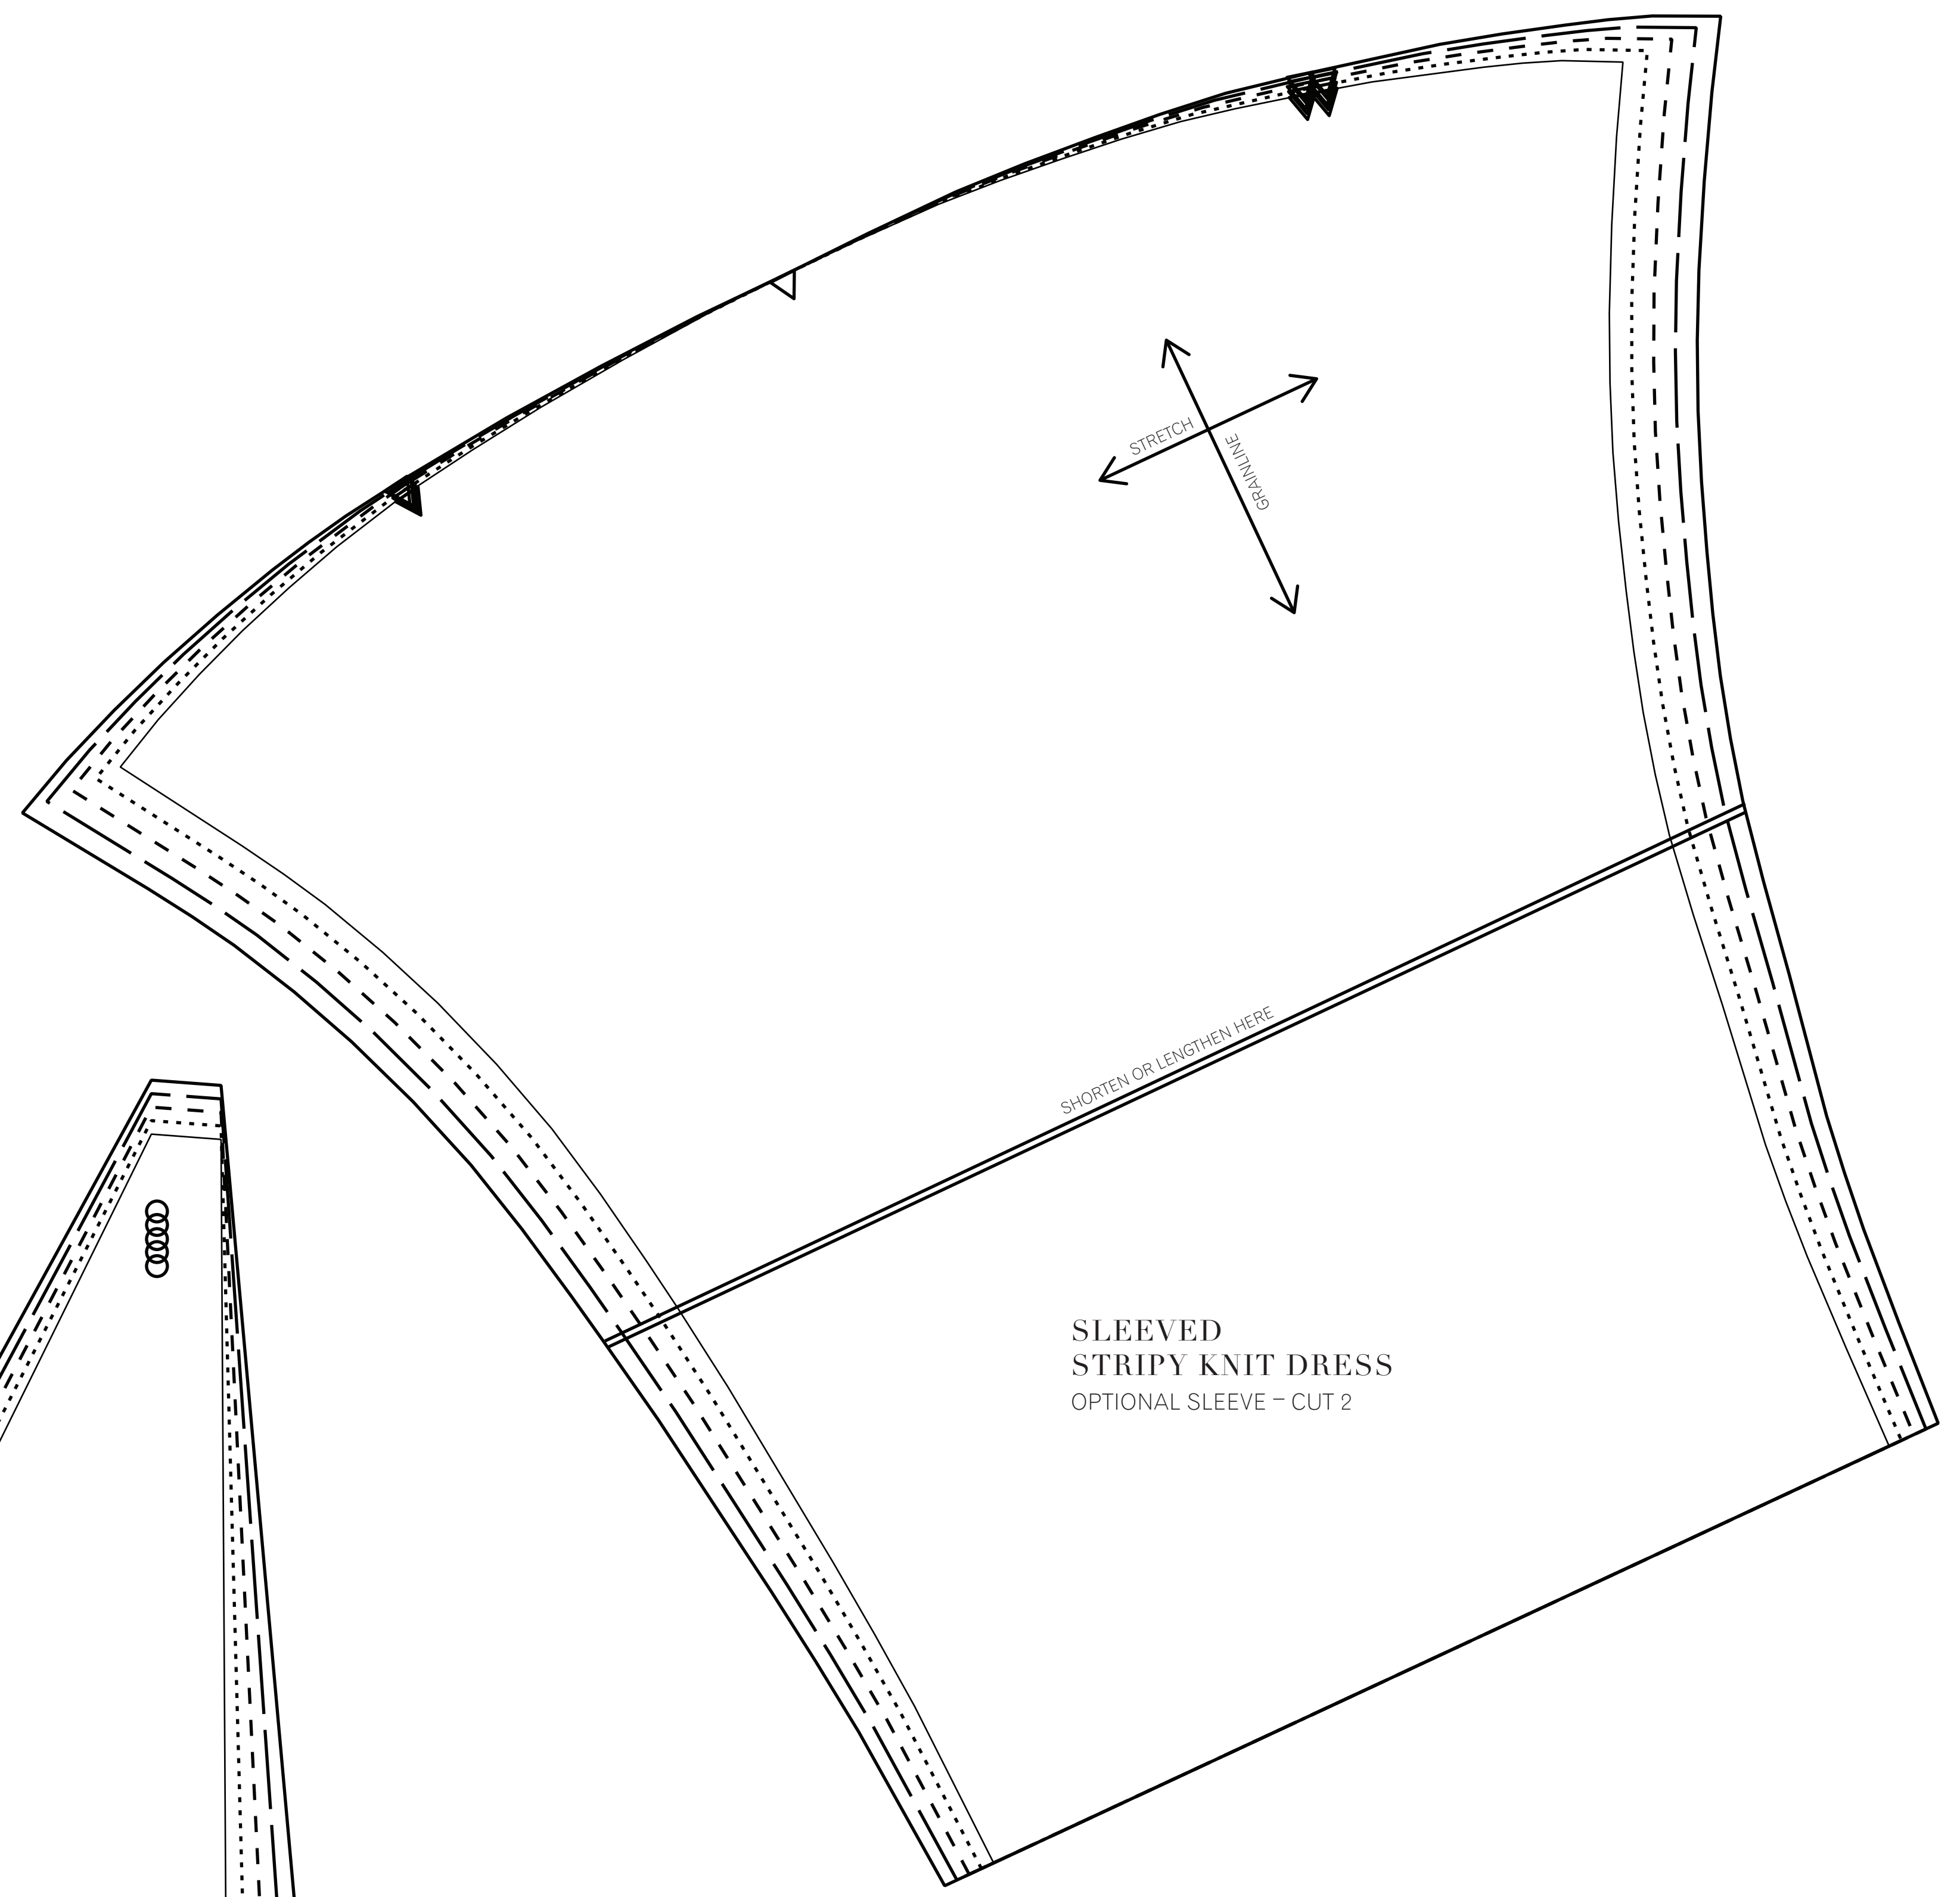 STRETCH
GRAINLINE
SHORTEN OR LENGTHEN HERE
SLEEVED
STRIPY KNIT DRESS
OPTIONAL SLEEVE – CUT 2